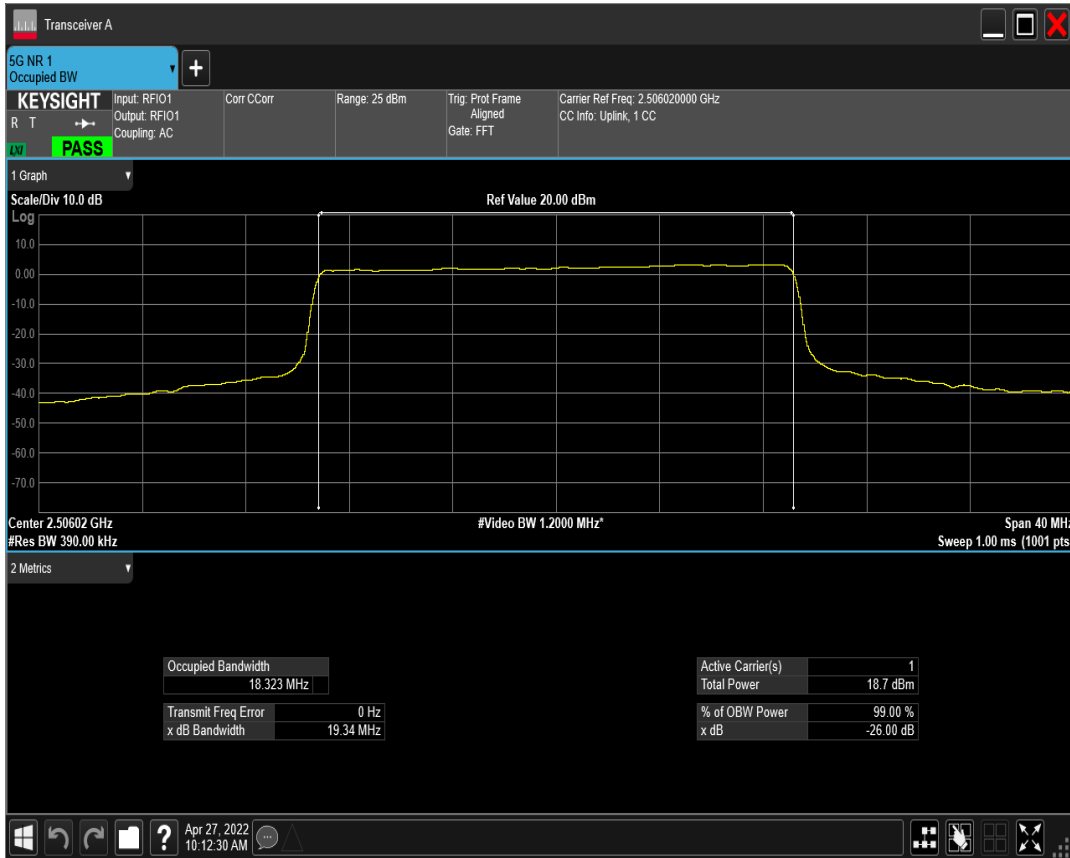 Transceiver A
5G NR 1
Occupied BW
KEYSIGHT
R T
LXI
PASS
Input: RFIO1
Output: RFIO1
Coupling: AC
Corr CCorr
Range: 25 dBm
Trig: Prot Frame
Aligned
Gate: FFT
Carrier Ref Freq: 2.506020000 GHz
CC Info: Uplink, 1 CC
1 Graph
Scale/Div 10.0 dB
Ref Value 20.00 dBm
Log
10.0
0.00
-10.0
-20.0
-30.0
-40.0
-50.0
-60.0
-70.0
Center 2.50602 GHz
#Video BW 1.2000 MHz*
Span 40 MHz
#Res BW 390.00 kHz
Sweep 1.00 ms (1001 pts
2 Metrics
Occupied Bandwidth
18.323 MHz
Transmit Freq Error 0 Hz
x dB Bandwidth 19.34 MHz
Active Carrier(s) 1
Total Power 18.7 dBm
% of OBW Power 99.00 %
x dB -26.00 dB
?
Apr 27, 2022
10:12:30 AM